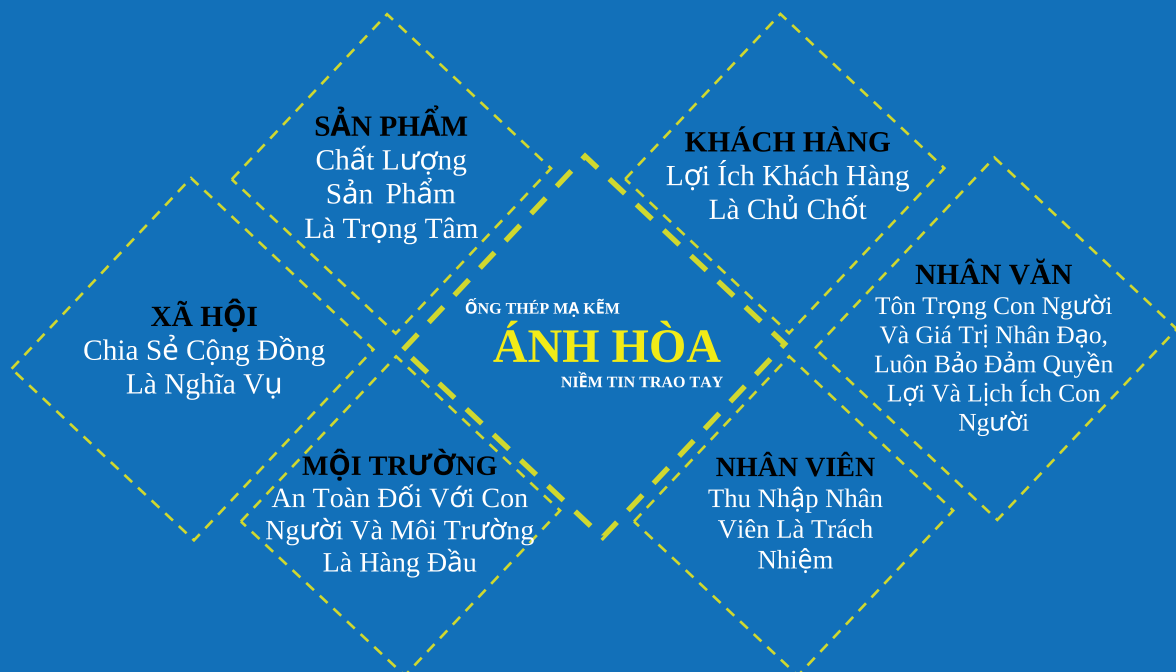 SẢN PHẨM
Chất Lượng
Sản Phẩm
Là Trọng Tâm
KHÁCH HÀNG
Lợi Ích Khách Hàng
Là Chủ Chốt
XÃ HỘI
Chia Sẻ Cộng Đồng
Là Nghĩa Vụ
ỐNG THÉP MẠ KẼM
ÁNH HÒA
NIỀM TIN TRAO TAY
NHÂN VĂN
Tôn Trọng Con Người
Và Giá Trị Nhân Đạo,
Luôn Bảo Đảm Quyền
Lợi Và Lịch Ích Con
Người
MỘI TRƯỜNG
An Toàn Đối Với Con
Người Và Môi Trường
Là Hàng Đầu
NHÂN VIÊN
Thu Nhập Nhân
Viên Là Trách
Nhiệm